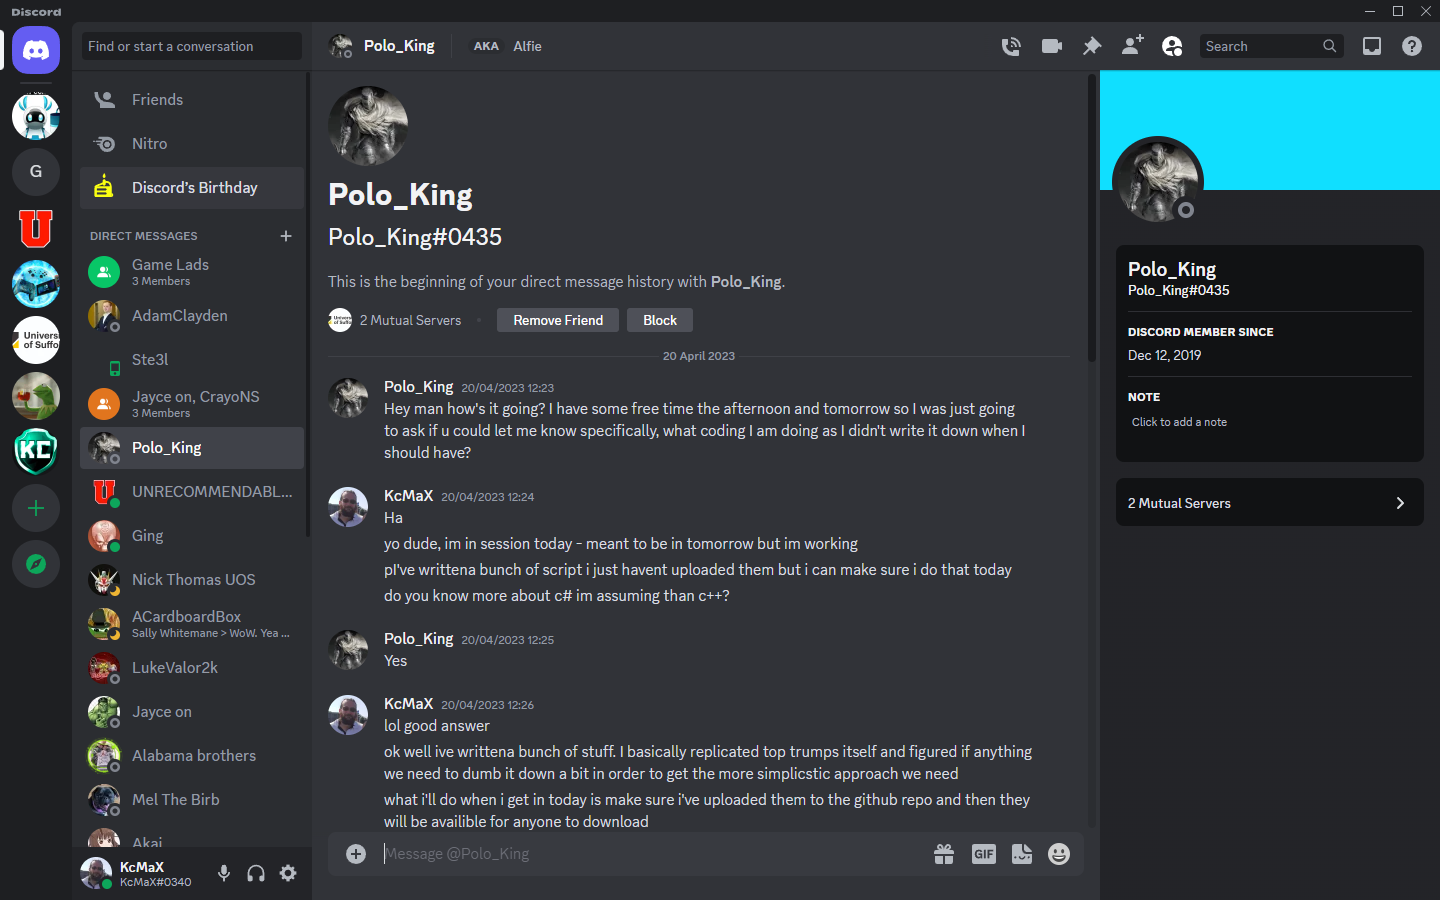 Discord
Find or start a conversation
Friends
Nitro
Discord's Birthday
DIRECT MESSAGES
Game Lads
3 Members
AdamClayden
Ste3l
Jayce on, CrayoNS
3 Members
Polo_King
UNRECOMMENDABL...
Ging
Nick Thomas UOS
ACardboardBox
Sally Whitemane > WoW. Yea ...
LukeValor2k
Jayce on
Alabama brothers
Mel The Birb
Akai
KcMaX
KcMaX#0340
G
U
Univers
of Suffo
KC
Polo_King
AKA Alfie
Search
Polo_King
Polo_King#0435
This is the beginning of your direct message history with Polo_King.
2 Mutual Servers
Remove Friend
Block
20 April 2023
Polo_King 20/04/2023 12:23
Hey man how's it going? I have some free time the afternoon and tomorrow so I was just going
to ask if u could let me know specifically, what coding I am doing as I didn't write it down when I
should have?
KcMaX 20/04/2023 12:24
Ha
yo dude, im in session today - meant to be in tomorrow but im working
pI've writtena bunch of script i just havent uploaded them but i can make sure i do that today
do you know more about c# im assuming than c++?
Polo_King 20/04/2023 12:25
Yes
KcMaX 20/04/2023 12:26
lol good answer
ok well ive writtena bunch of stuff. I basically replicated top trumps itself and figured if anything
we need to dumb it down a bit in order to get the more simplicstic approach we need
what i'll do when i get in today is make sure i've uploaded them to the github repo and then they
will be availible for anyone to download
Message @Polo_King
GIF
Polo_King
Polo_King#0435
DISCORD MEMBER SINCE
Dec 12, 2019
NOTE
Click to add a note
2 Mutual Servers